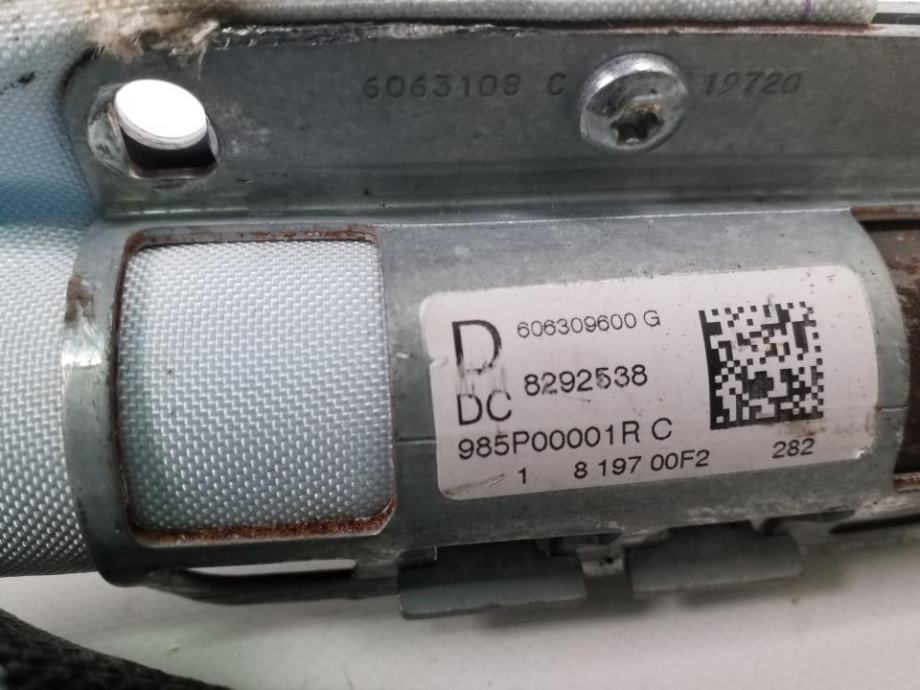 6063108 C 19720
D 606309600 G
8292538
DC
985P00001R C
1 8 197 00F2 282